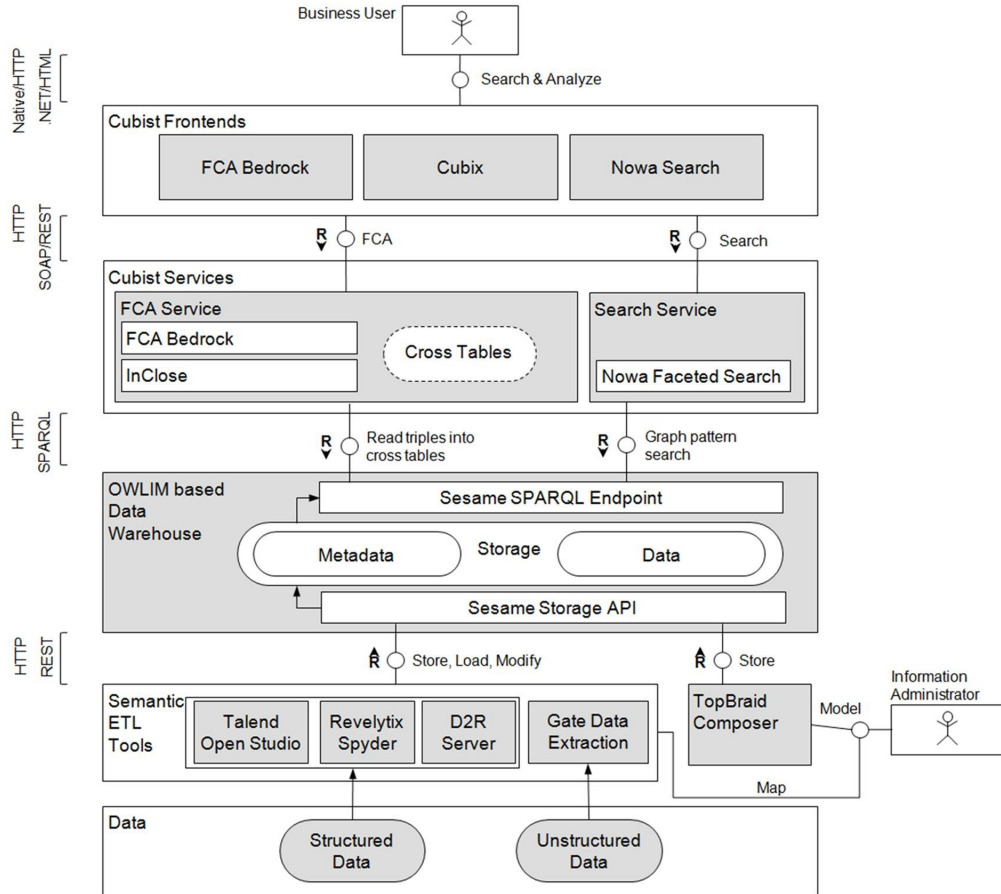 Business User
Native/HTTP
.NET/HTML
Search & Analyze
Cubist Frontends
FCA Bedrock
Cubix
Nowa Search
HTTP
SOAP/REST
R
FCA
R
Search
Cubist Services
FCA Service
FCA Bedrock
InClose
Cross Tables
Search Service
Nowa Faceted Search
HTTP
SPARQL
R
Read triples into
cross tables
R
Graph pattern
search
OWLIM based
Data
Warehouse
Sesame SPARQL Endpoint
Metadata
Storage
Data
Sesame Storage API
HTTP
REST
R
Store, Load, Modify
R
Store
Semantic
ETL
Tools
Talend
Open Studio
Revelytix
Spyder
D2R
Server
Gate Data
Extraction
TopBraid
Composer
Model
Information
Administrator
Map
Data
Structured
Data
Unstructured
Data